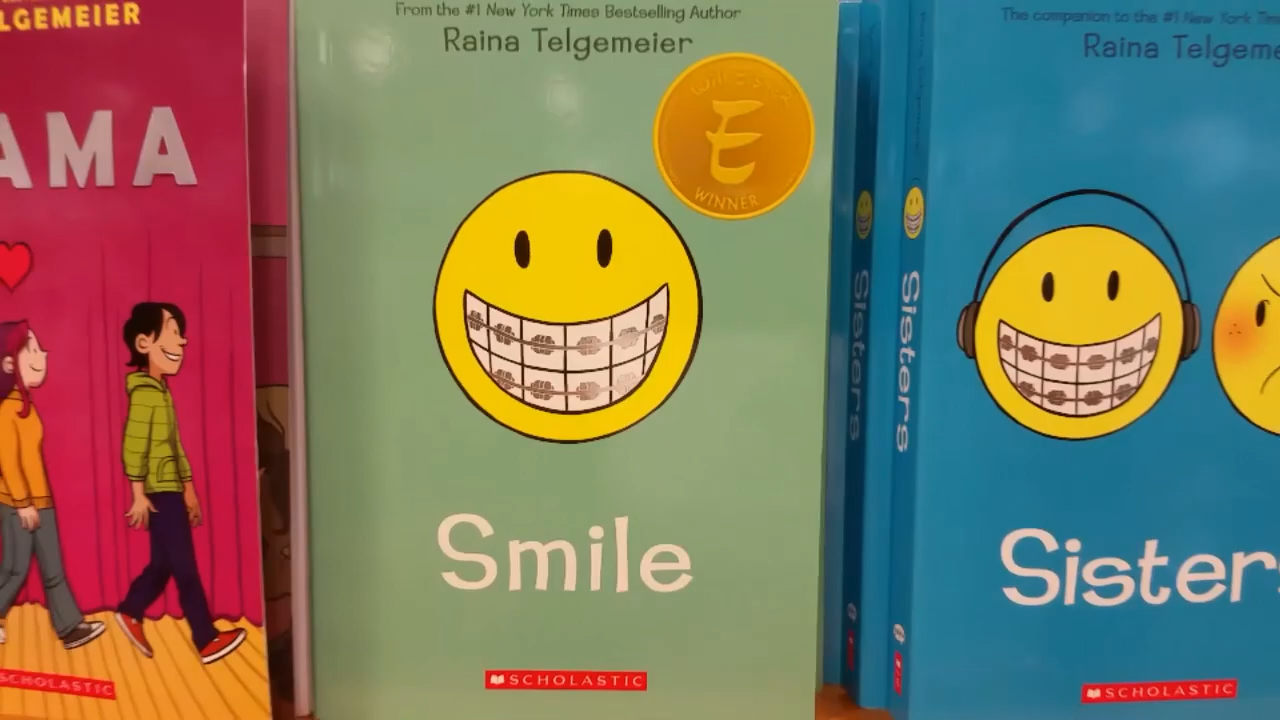 LGEMEIER
AMA
SCHOLASTIC
From the #1 New York Times Bestselling Author
Raina Telgemeier
E
WINNER
Smile
SCHOLASTIC
Sisters
Sisters
The companion to the #1 New York Times
Raina Telgeme
Sisters
SCHOLASTIC